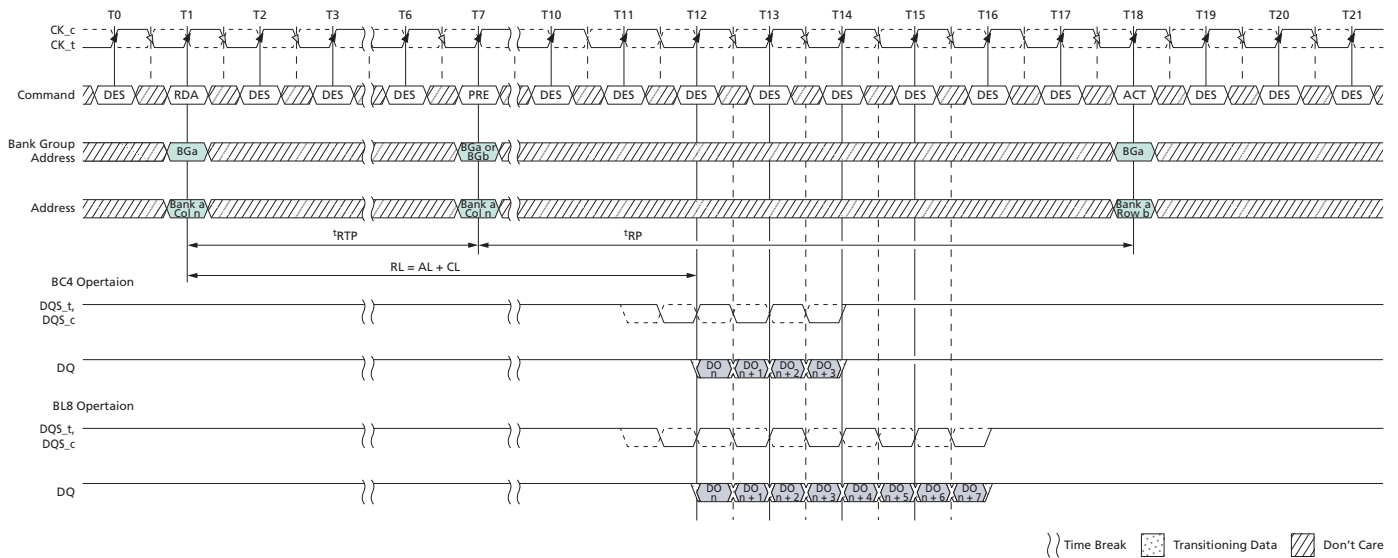 T0 T1 T2 T3 T6 T7 T10 T11 T12 T13 T14 T15 T16 T17 T18 T19 T20 T21
CK_c
CK_t
Command DES RDA DES DES DES PRE DES DES DES DES DES DES DES DES ACT DES DES DES
Bank Group
Address
BGa
BGa or
BGb
BGa
Address
Bank a
Col n
Bank a
Col n
Bank a
Row b
tRTP tRP
RL = AL + CL
BC4 Opertaion
DQS_t,
DQS_c
DQ
DO
n
DO
n + 1
DO
n + 2
DO
n + 3
BL8 Opertaion
DQS_t,
DQS_c
DQ
DO
n
DO
n + 1
DO
n + 2
DO
n + 3
DO
n + 4
DO
n + 5
DO
n + 6
DO
n + 7
Time Break Transitioning Data Don't Care